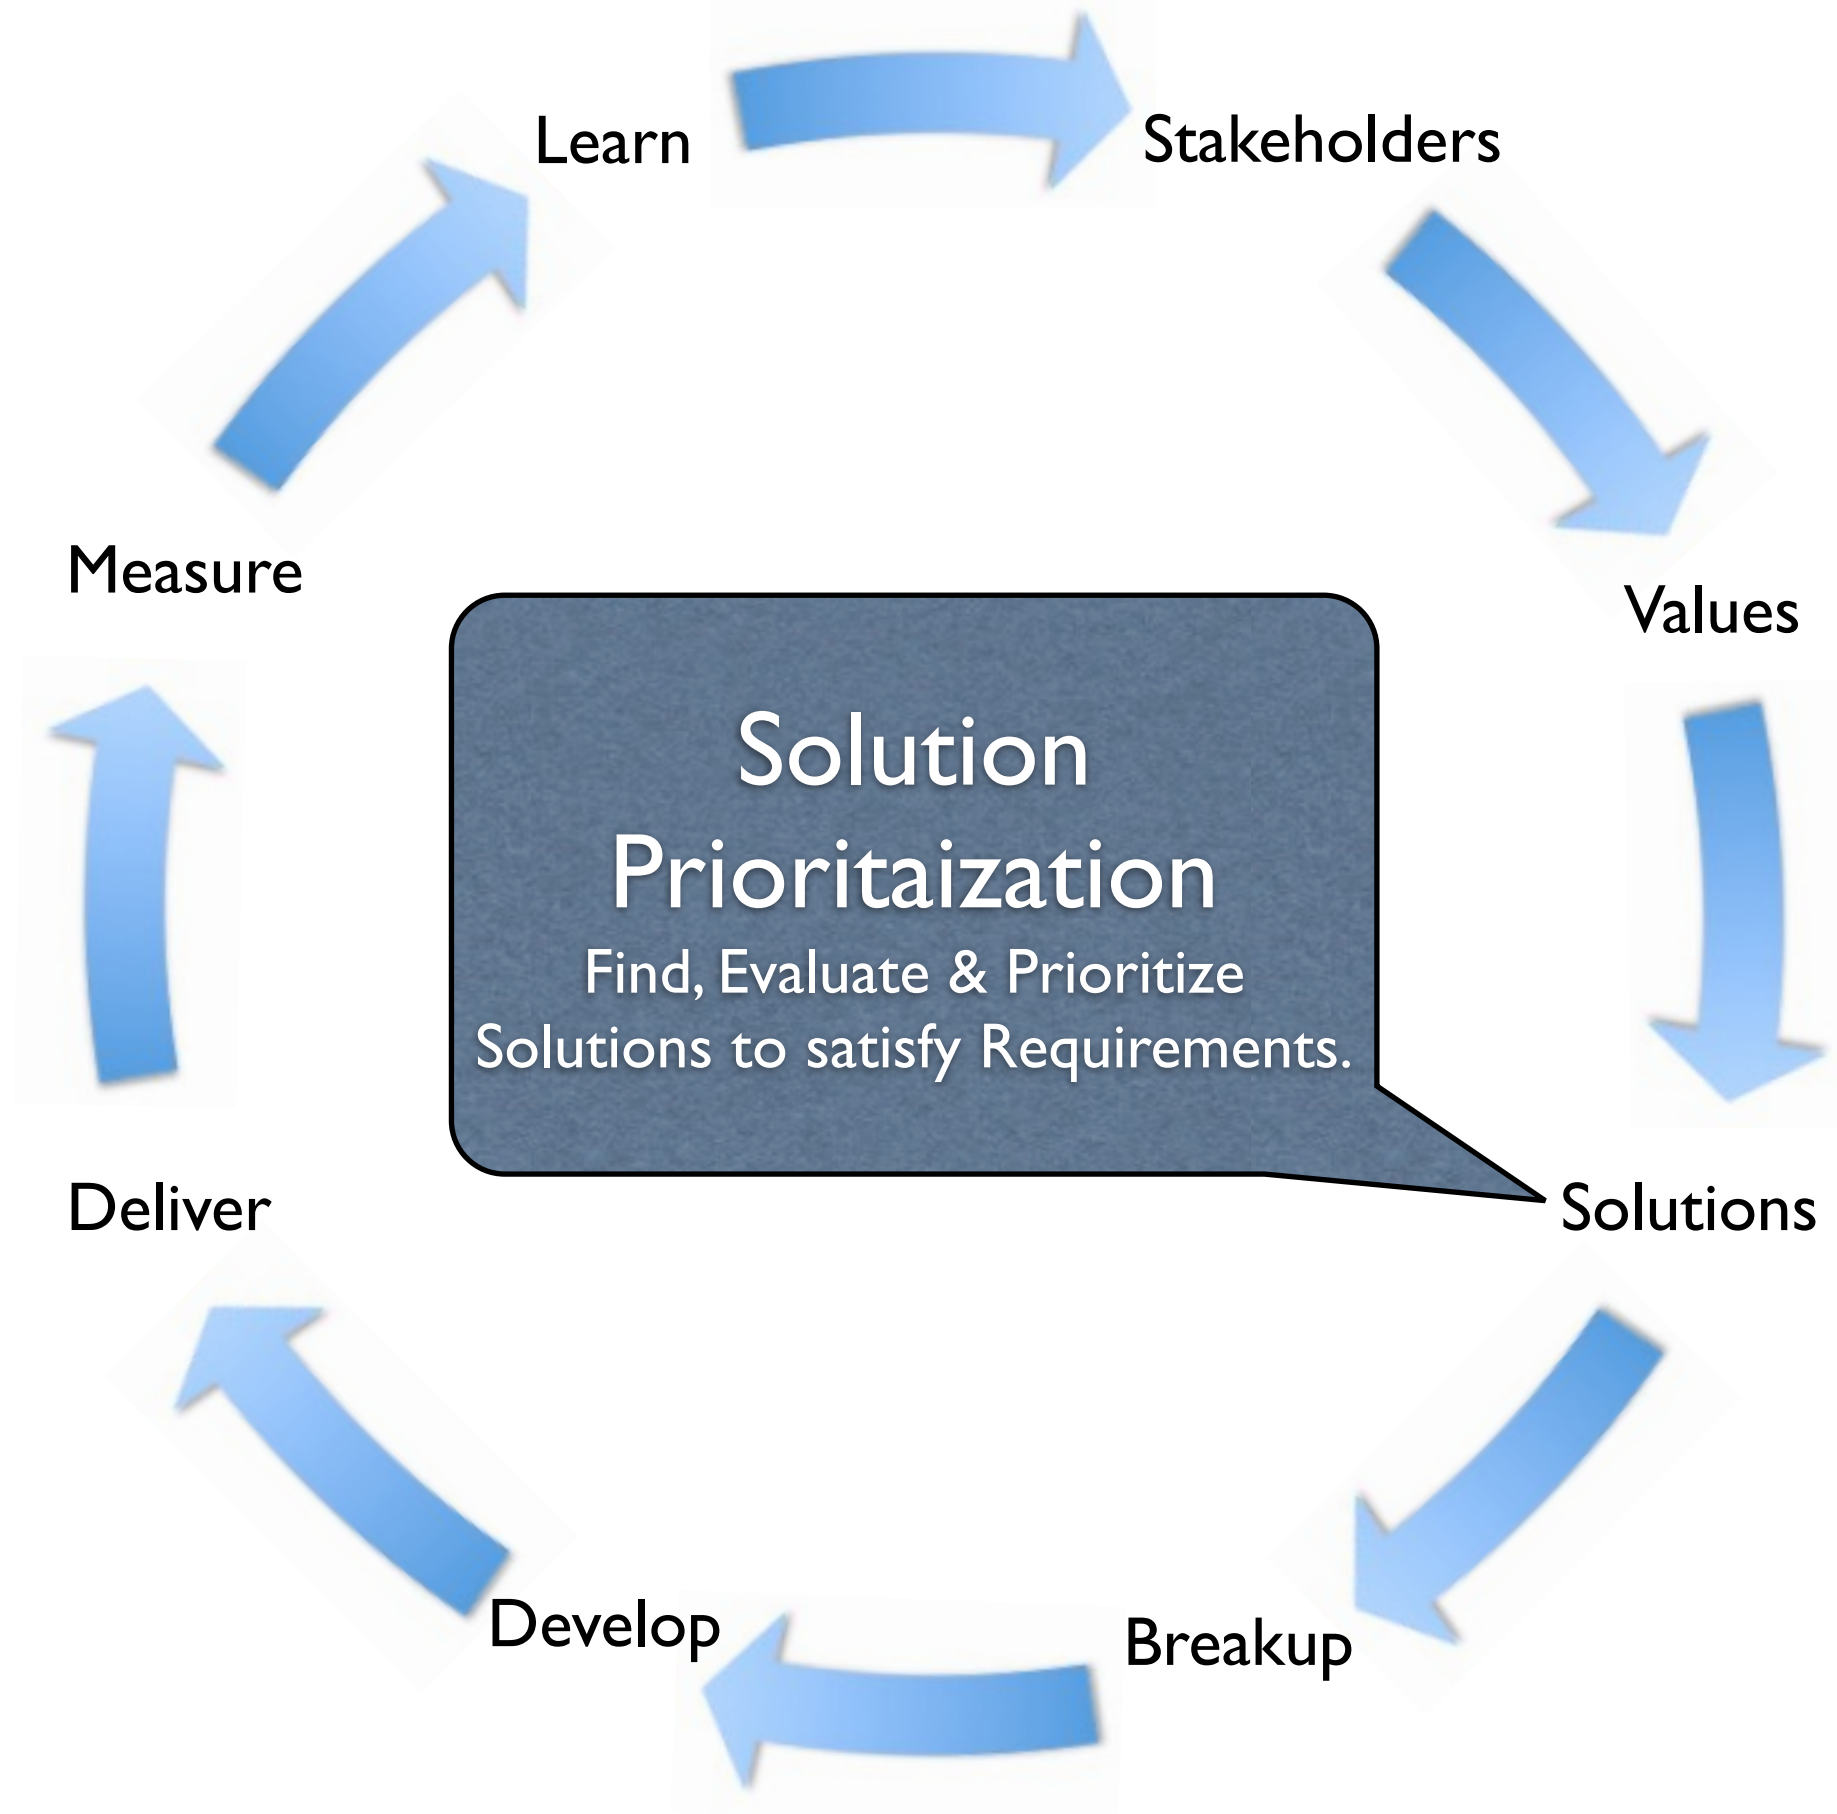 Learn
Stakeholders
Measure
Values
Solution
Prioritaization
Find, Evaluate & Prioritize
Solutions to satisfy Requirements.
Deliver
Solutions
Develop
Breakup